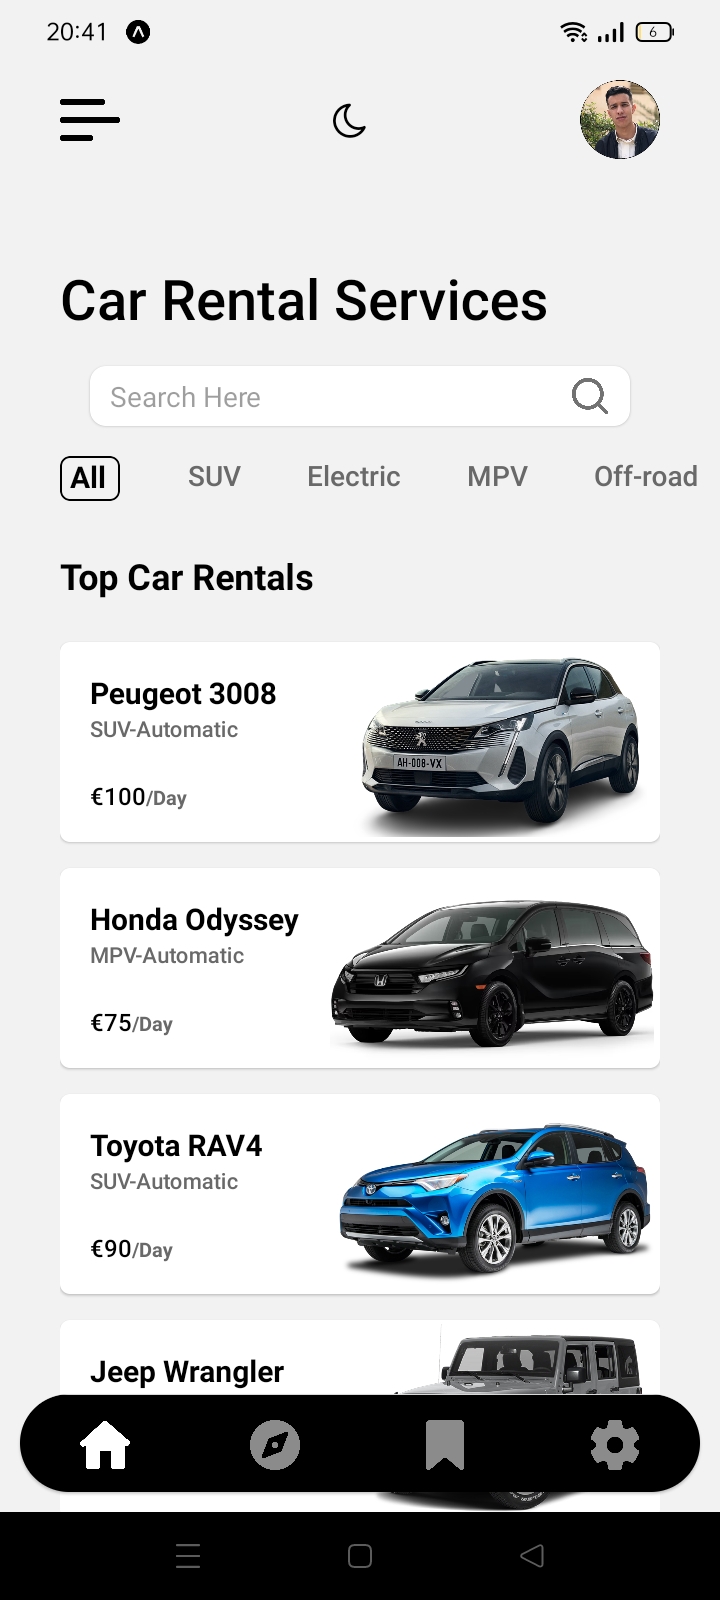 20:41
6
Car Rental Services
Search Here
All SUV Electric MPV Off-road
Top Car Rentals
Peugeot 3008
SUV-Automatic
AH-008-VX
€100/Day
Honda Odyssey
MPV-Automatic
€75/Day
Toyota RAV4
SUV-Automatic
€90/Day
Jeep Wrangler